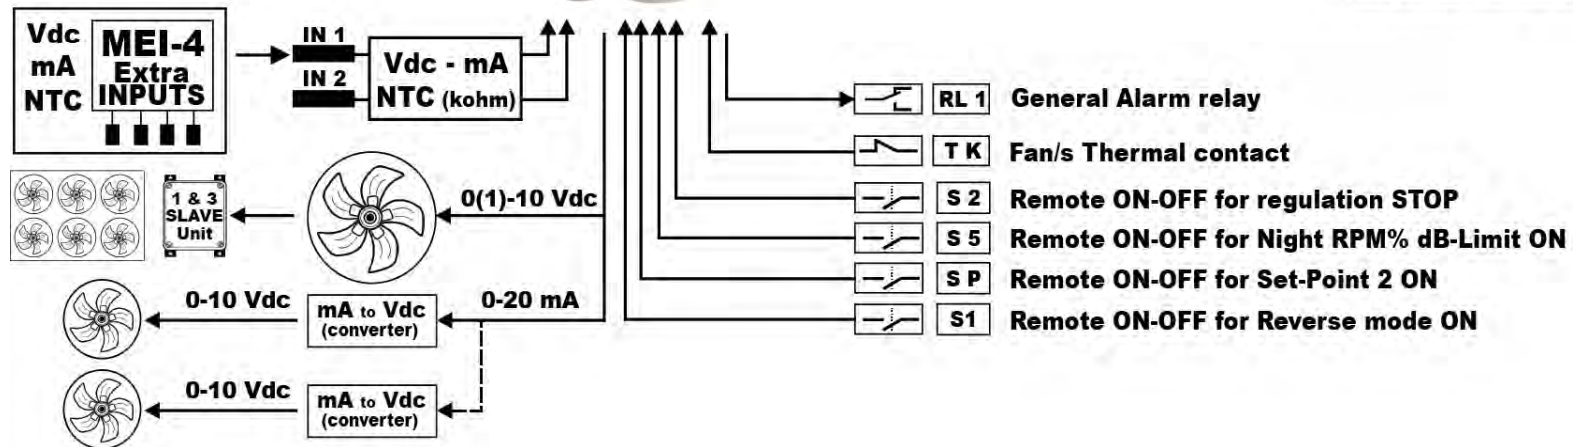 Vdc
mA
NTC
MEI-4
Extra
INPUTS
IN 1
IN 2
Vdc - mA
NTC (kohm)
RL 1 General Alarm relay
T K Fan/s Thermal contact
S 2 Remote ON-OFF for regulation STOP
S 5 Remote ON-OFF for Night RPM% dB-Limit ON
S P Remote ON-OFF for Set-Point 2 ON
S1 Remote ON-OFF for Reverse mode ON
1 & 3
SLAVE
Unit
0(1)-10 Vdc
0-10 Vdc
mA to Vdc
(converter)
0-20 mA
0-10 Vdc
mA to Vdc
(converter)